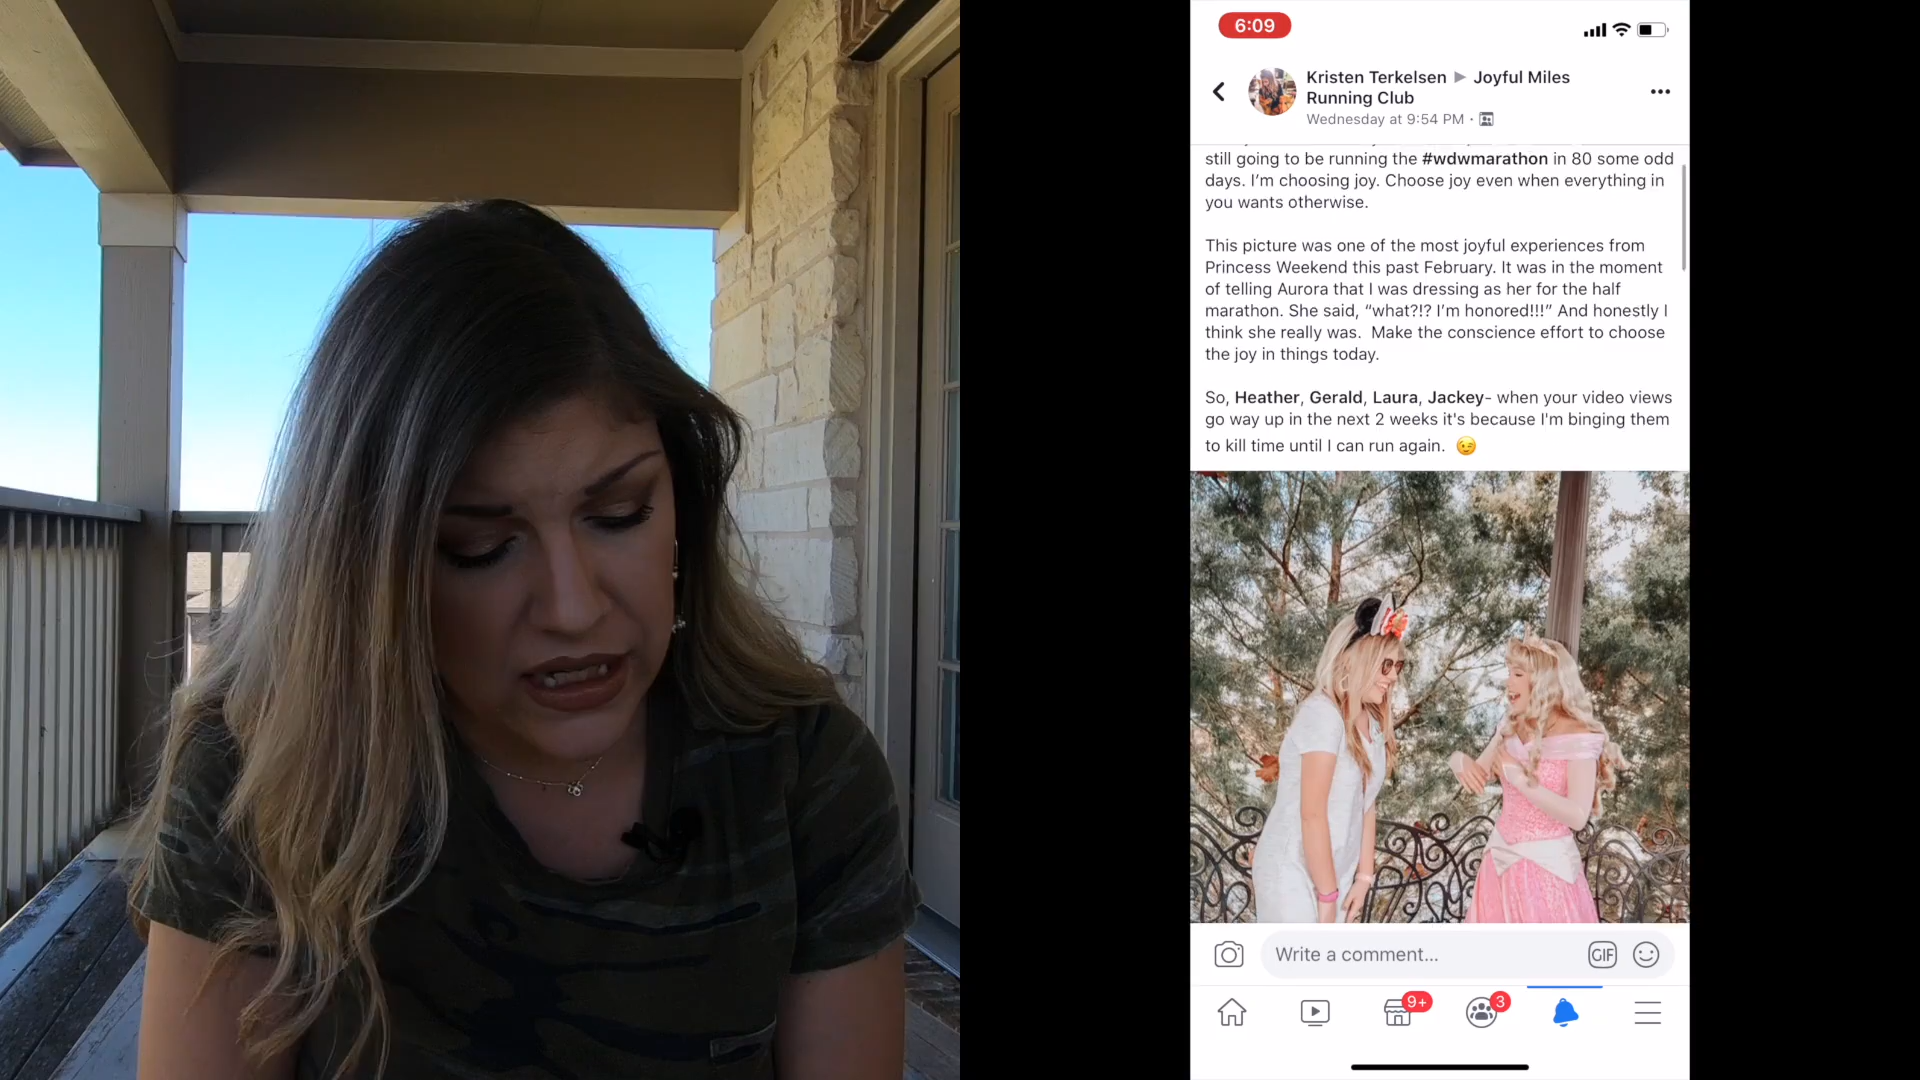 6:09
Kristen Terkelsen ▶ Joyful Miles
Running Club
Wednesday at 9:54 PM ·
still going to be running the #wdwmarathon in 80 some odd
days. I'm choosing joy. Choose joy even when everything in
you wants otherwise.
This picture was one of the most joyful experiences from
Princess Weekend this past February. It was in the moment
of telling Aurora that I was dressing as her for the half
marathon. She said, “what?!? I'm honored!!!” And honestly I
think she really was. Make the conscience effort to choose
the joy in things today.
So, Heather, Gerald, Laura, Jackey- when your video views
go way up in the next 2 weeks it's because I'm binging them
to kill time until I can run again. 😉
Write a comment...
GIF
9+
3